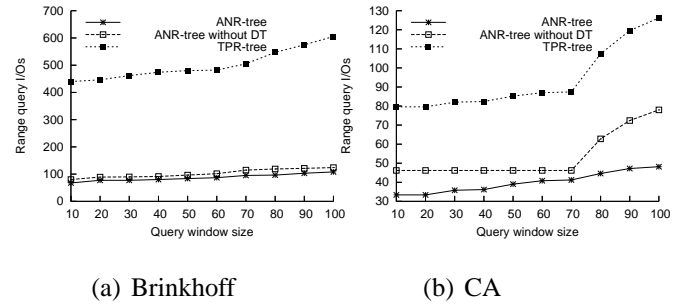 ANR-tree
ANR-tree without DT
TPR-tree
Range query I/Os
700
600
500
400
300
200
100
0
10 20 30 40 50 60 70 80 90 100
Query window size
(a) Brinkhoff
ANR-tree
ANR-tree without DT
TPR-tree
Range query I/Os
130
120
110
100
90
80
70
60
50
40
30
10 20 30 40 50 60 70 80 90 100
Query window size
(b) CA